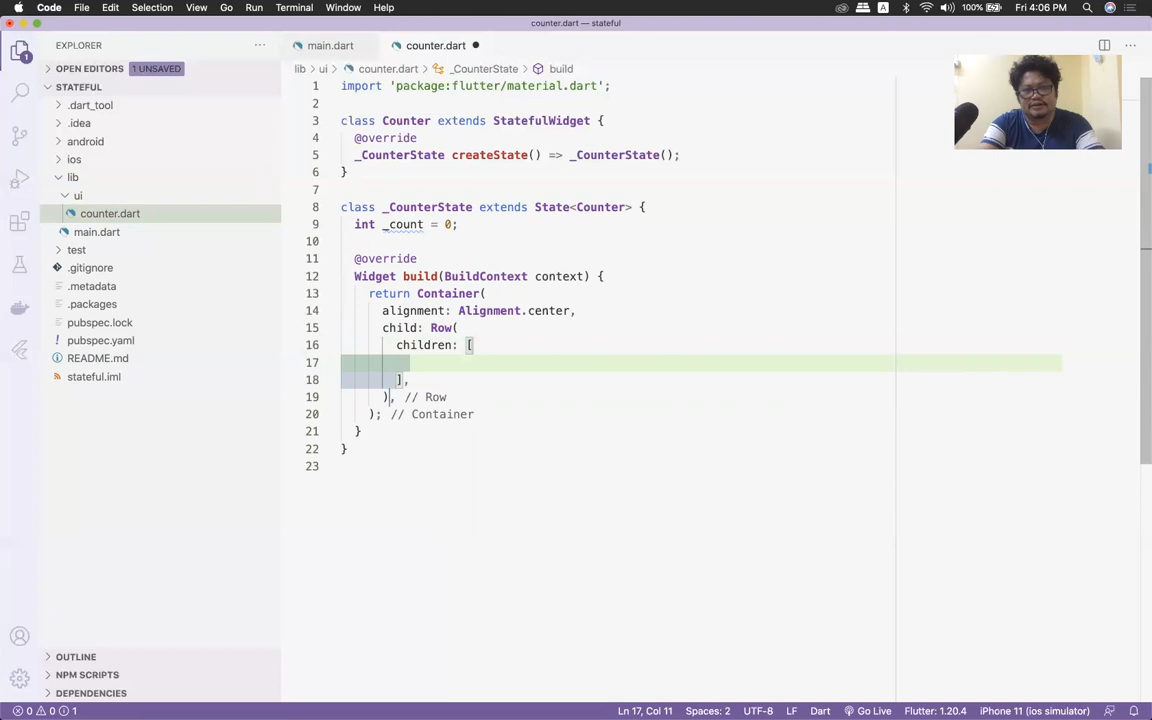 Code File Edit Selection View Go Run Terminal Window Help
A 100% Fri 4:06 PM
counter.dart — stateful
EXPLORER
main.dart
counter.dart
OPEN EDITORS 1 UNSAVED
lib ui counter.dart _CounterState build
STATEFUL
.dart_tool
.idea
android
ios
lib
ui
counter.dart
main.dart
test
.gitignore
.metadata
.packages
pubspec.lock
pubspec.yaml
README.md
stateful.iml
1 import 'package:flutter/material.dart';
2
3 class Counter extends StatefulWidget {
4 @override
5 _CounterState createState() => _CounterState();
6 }
7
8 class _CounterState extends State<Counter> {
9 int _count = 0;
10
11 @override
12 Widget build(BuildContext context) {
13 return Container(
14 alignment: Alignment.center,
15 child: Row(
16 children: [
17
18 ],
19 ), // Row
20 ); // Container
21 }
22 }
23
OUTLINE
NPM SCRIPTS
DEPENDENCIES
1
0 0 1
Ln 17, Col 11 Spaces: 2 UTF-8 LF Dart Go Live Flutter: 1.20.4 iPhone 11 (ios simulator)